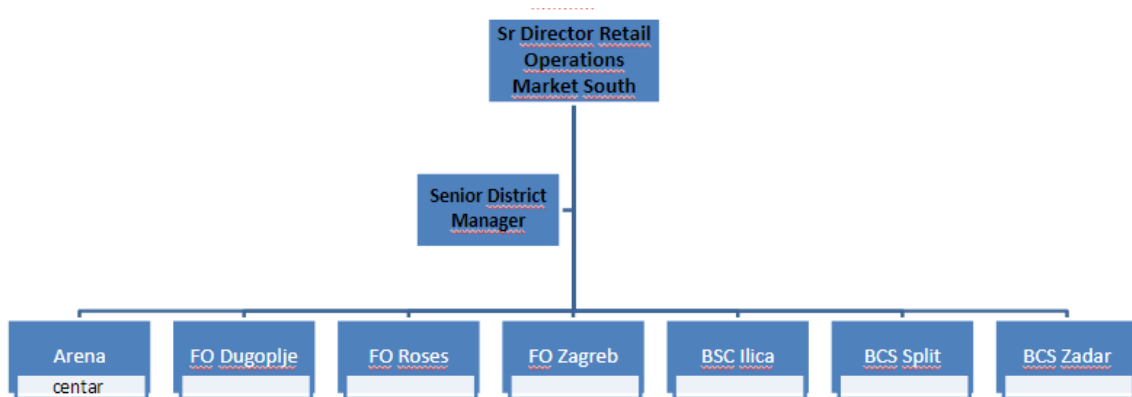 Sr Director Retail
Operations
Market South
Senior District
Manager
Arena
centar
FO Dugoplje
FO Roses
FO Zagreb
BSC Ilica
BCS Split
BCS Zadar